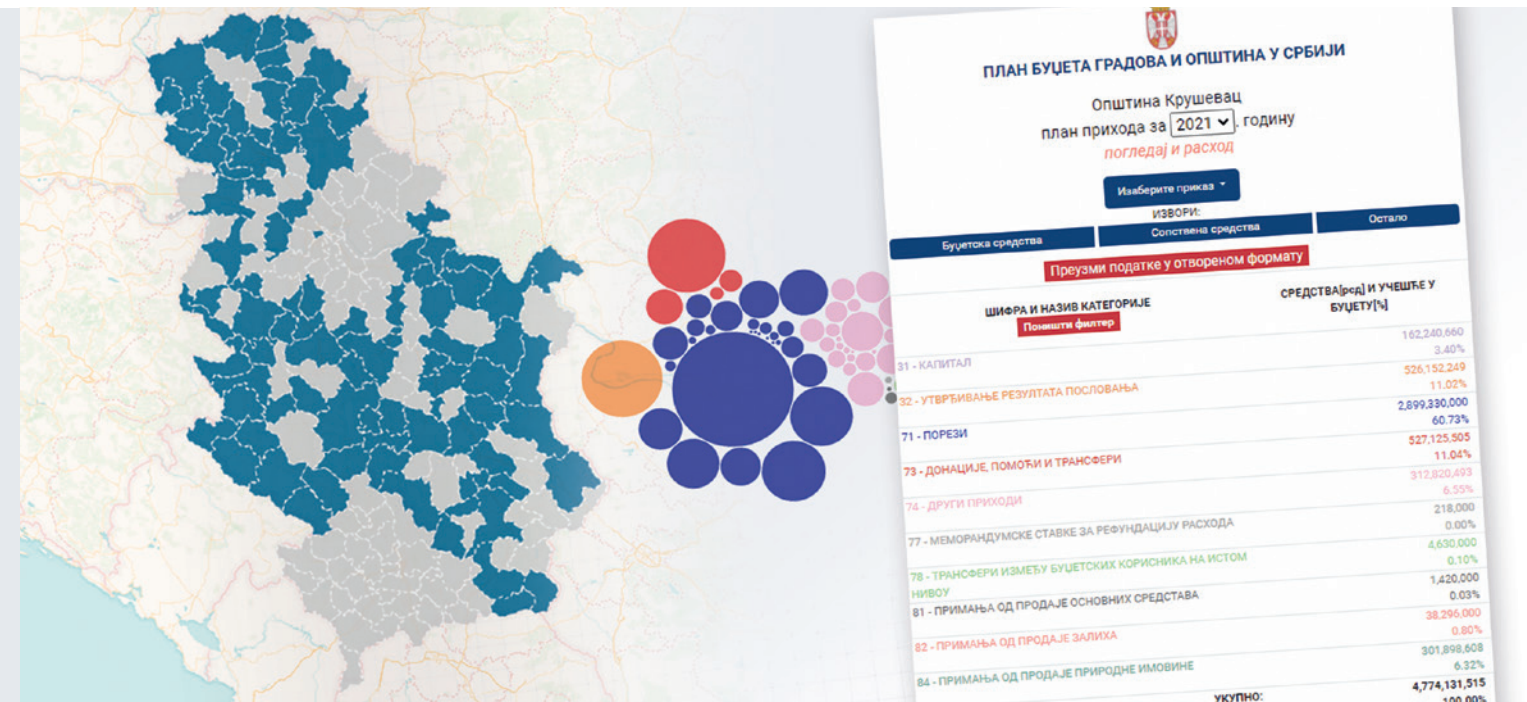 ПЛАН БУЏЕТА ГРАДОВА И ОПШТИНА У СРБИЈИ
Општина Крушевац
план прихода за 2021 . годину
погледај и расход
Изаберите приказ
ИЗВОРИ:
Буџетска средства Сопствена средства Остало
Преузми податке у отвореном формату
ШИФРА И НАЗИВ КАТЕГОРИЈЕ СРЕДСТВА[рсд] И УЧЕШЋЕ У
Поништи филтер БУЏЕТУ[%]
31 - КАПИТАЛ 162,240,660
3.40%
32 - УТВРЂИВАЊЕ РЕЗУЛТАТА ПОСЛОВАЊА 526,152,249
11.02%
71 - ПОРЕЗИ 2,899,330,000
60.73%
73 - ДОНАЦИЈЕ, ПОМОЋИ И ТРАНСФЕРИ 527,125,505
11.04%
74 - ДРУГИ ПРИХОДИ 312,820,493
6.55%
77 - МЕМОРАНДУМСКЕ СТАВКЕ ЗА РЕФУНДАЦИЈУ РАСХОДА 218,000
0.00%
78 - ТРАНСФЕРИ ИЗМЕЂУ БУЏЕТСКИХ КОРИСНИКА НА ИСТОМ 4,630,000
НИВОУ 0.10%
81 - ПРИМАЊА ОД ПРОДАЈЕ ОСНОВНИХ СРЕДСТАВА 1,420,000
0.03%
82 - ПРИМАЊА ОД ПРОДАЈЕ ЗАЛИХА 38,296,000
0.80%
84 - ПРИМАЊА ОД ПРОДАЈЕ ПРИРОДНЕ ИМОВИНЕ 301,898,608
6.32%
УКУПНО: 4,774,131,515
100.00%